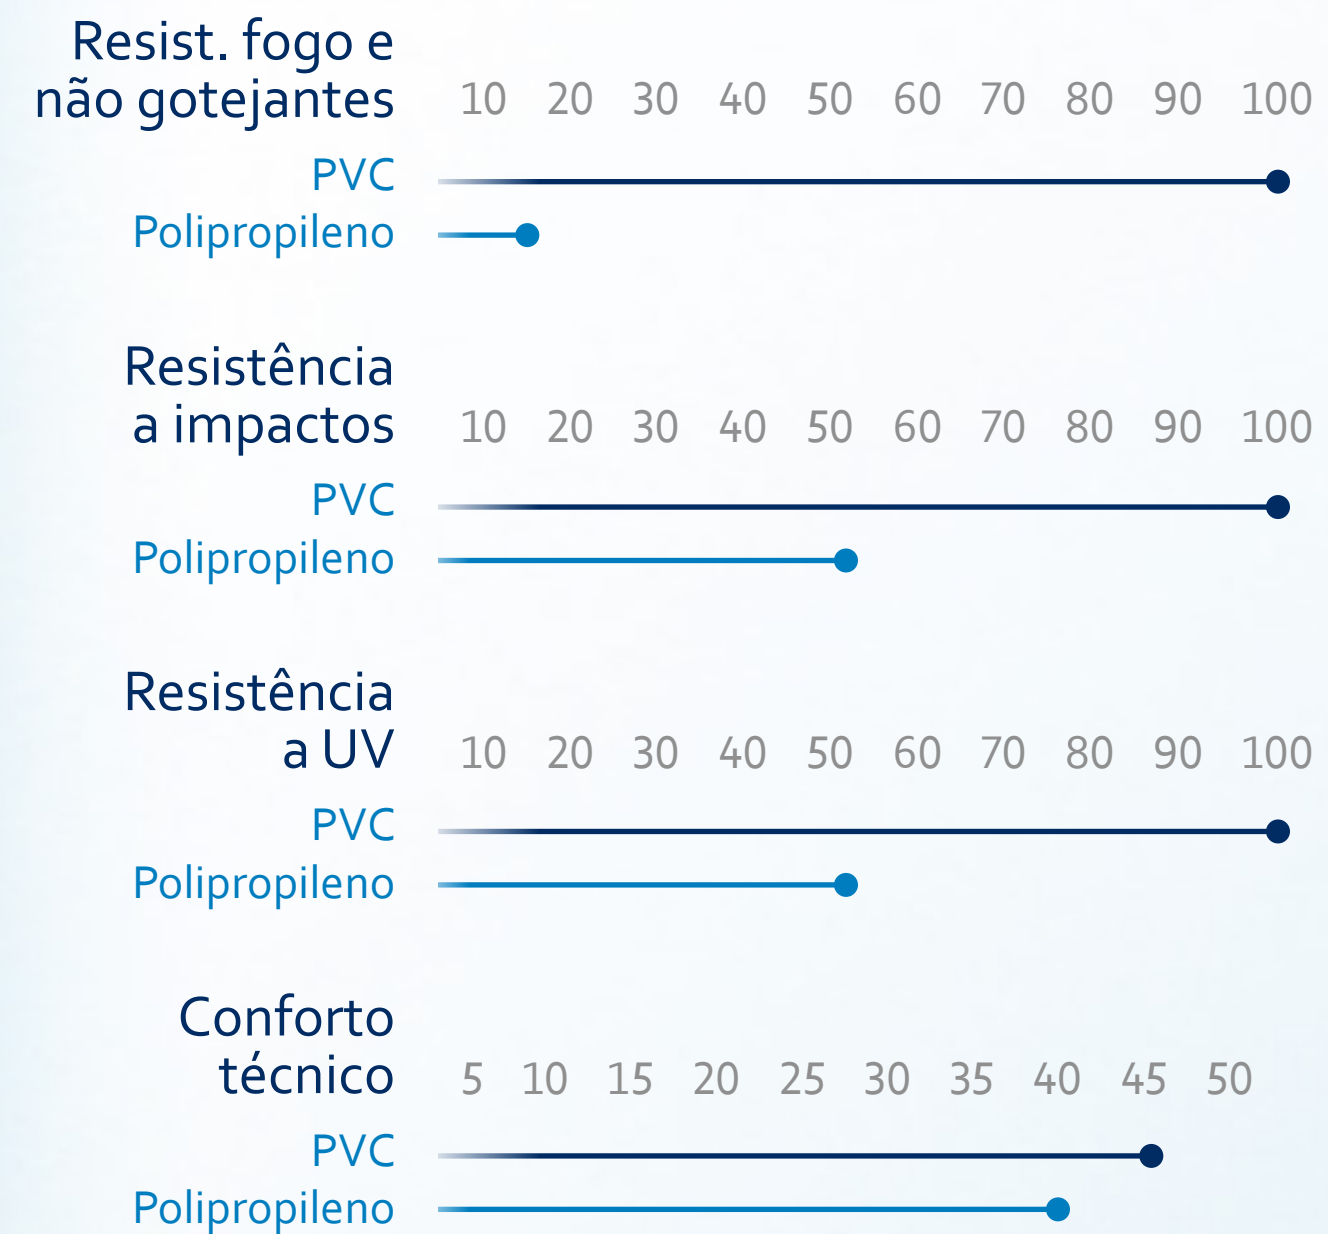 Resist. fogo e
não gotejantes 10 20 30 40 50 60 70 80 90 100
PVC
Polipropileno
Resistência
a impactos 10 20 30 40 50 60 70 80 90 100
PVC
Polipropileno
Resistência
a UV 10 20 30 40 50 60 70 80 90 100
PVC
Polipropileno
Conforto
técnico 5 10 15 20 25 30 35 40 45 50
PVC
Polipropileno